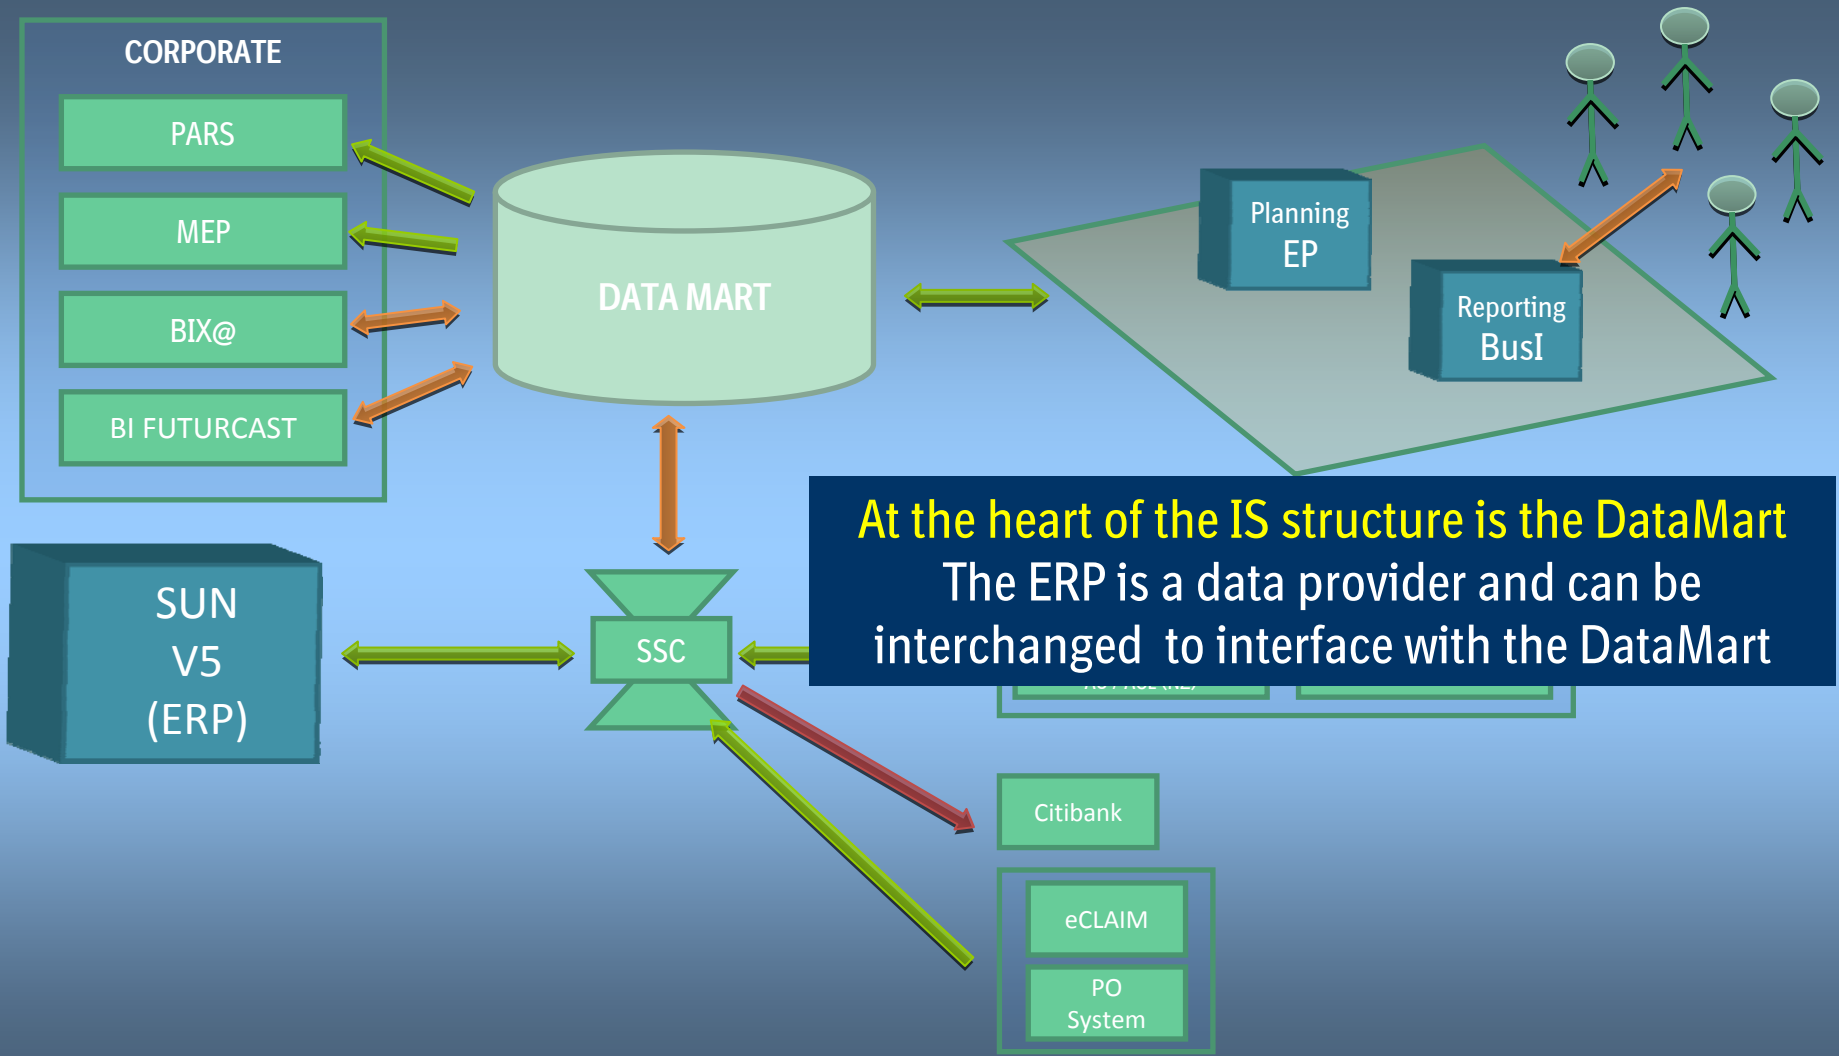 CORPORATE
PARS
MEP
BIX@
BI FUTURCAST
DATA MART
Planning
EP
Reporting
BusI
At the heart of the IS structure is the DataMart
The ERP is a data provider and can be
interchanged  to interface with the DataMart
SUN
V5
(ERP)
SSC
(NZ)
Citibank
eCLAIM
PO
System